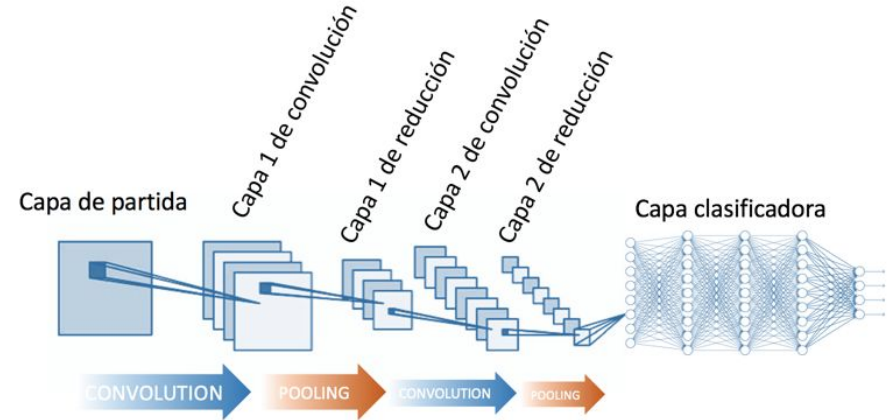 Capa de partida
Capa 1 de convolución
Capa 1 de reducción
Capa 2 de convolución
Capa 2 de reducción
Capa clasificadora
CONVOLUTION
POOLING
CONVOLUTION
POOLING